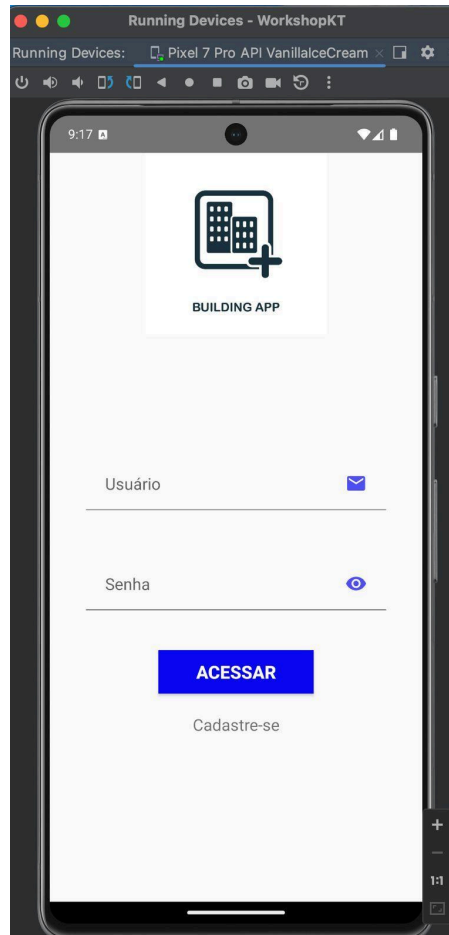 Running Devices - WorkshopKT
Running Devices: Pixel 7 Pro API VanillaIceCream
9:17 A
BUILDING APP
Usuário
Senha
ACESSAR
Cadastre-se
1:1